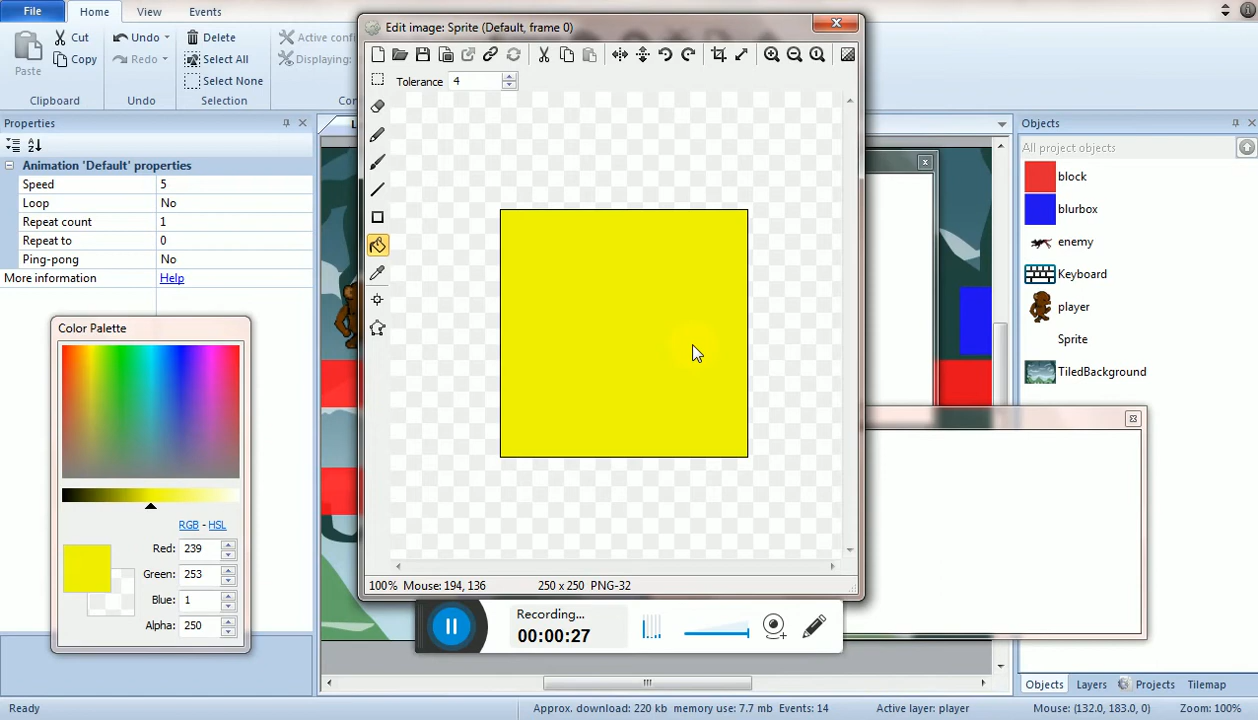 File Home View Events
Cut
Copy
Paste
Clipboard
Undo
Redo
Undo
Delete
Select All
Select None
Selection
Active confi
Displaying:
Con
Edit image: Sprite (Default, frame 0)
Tolerance 4
Properties
Animation 'Default' properties
Speed 5
Loop No
Repeat count 1
Repeat to 0
Ping-pong No
More information Help
Color Palette
RGB - HSL
Red: 239
Green: 253
Blue: 1
Alpha: 250
100% Mouse: 194, 136 250 x 250 PNG-32
Recording...
00:00:27
Objects
All project objects
block
blurbox
enemy
Keyboard
player
Sprite
TiledBackground
Objects Layers Projects Tilemap
Ready Approx. download: 220 kb memory use: 7.7 mb Events: 14 Active layer: player Mouse: (132.0, 183.0, 0) Zoom: 100%